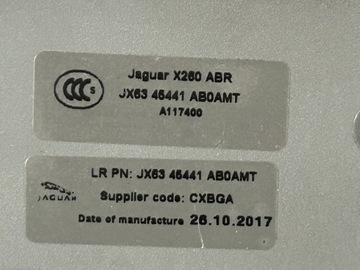 CCC S
Jaguar X260 ABR
JX63 45441 AB0AMT
A117400
LR PN: JX63 45441 AB0AMT
JAGUAR
Supplier code: CXBGA
Date of manufacture 26.10.2017